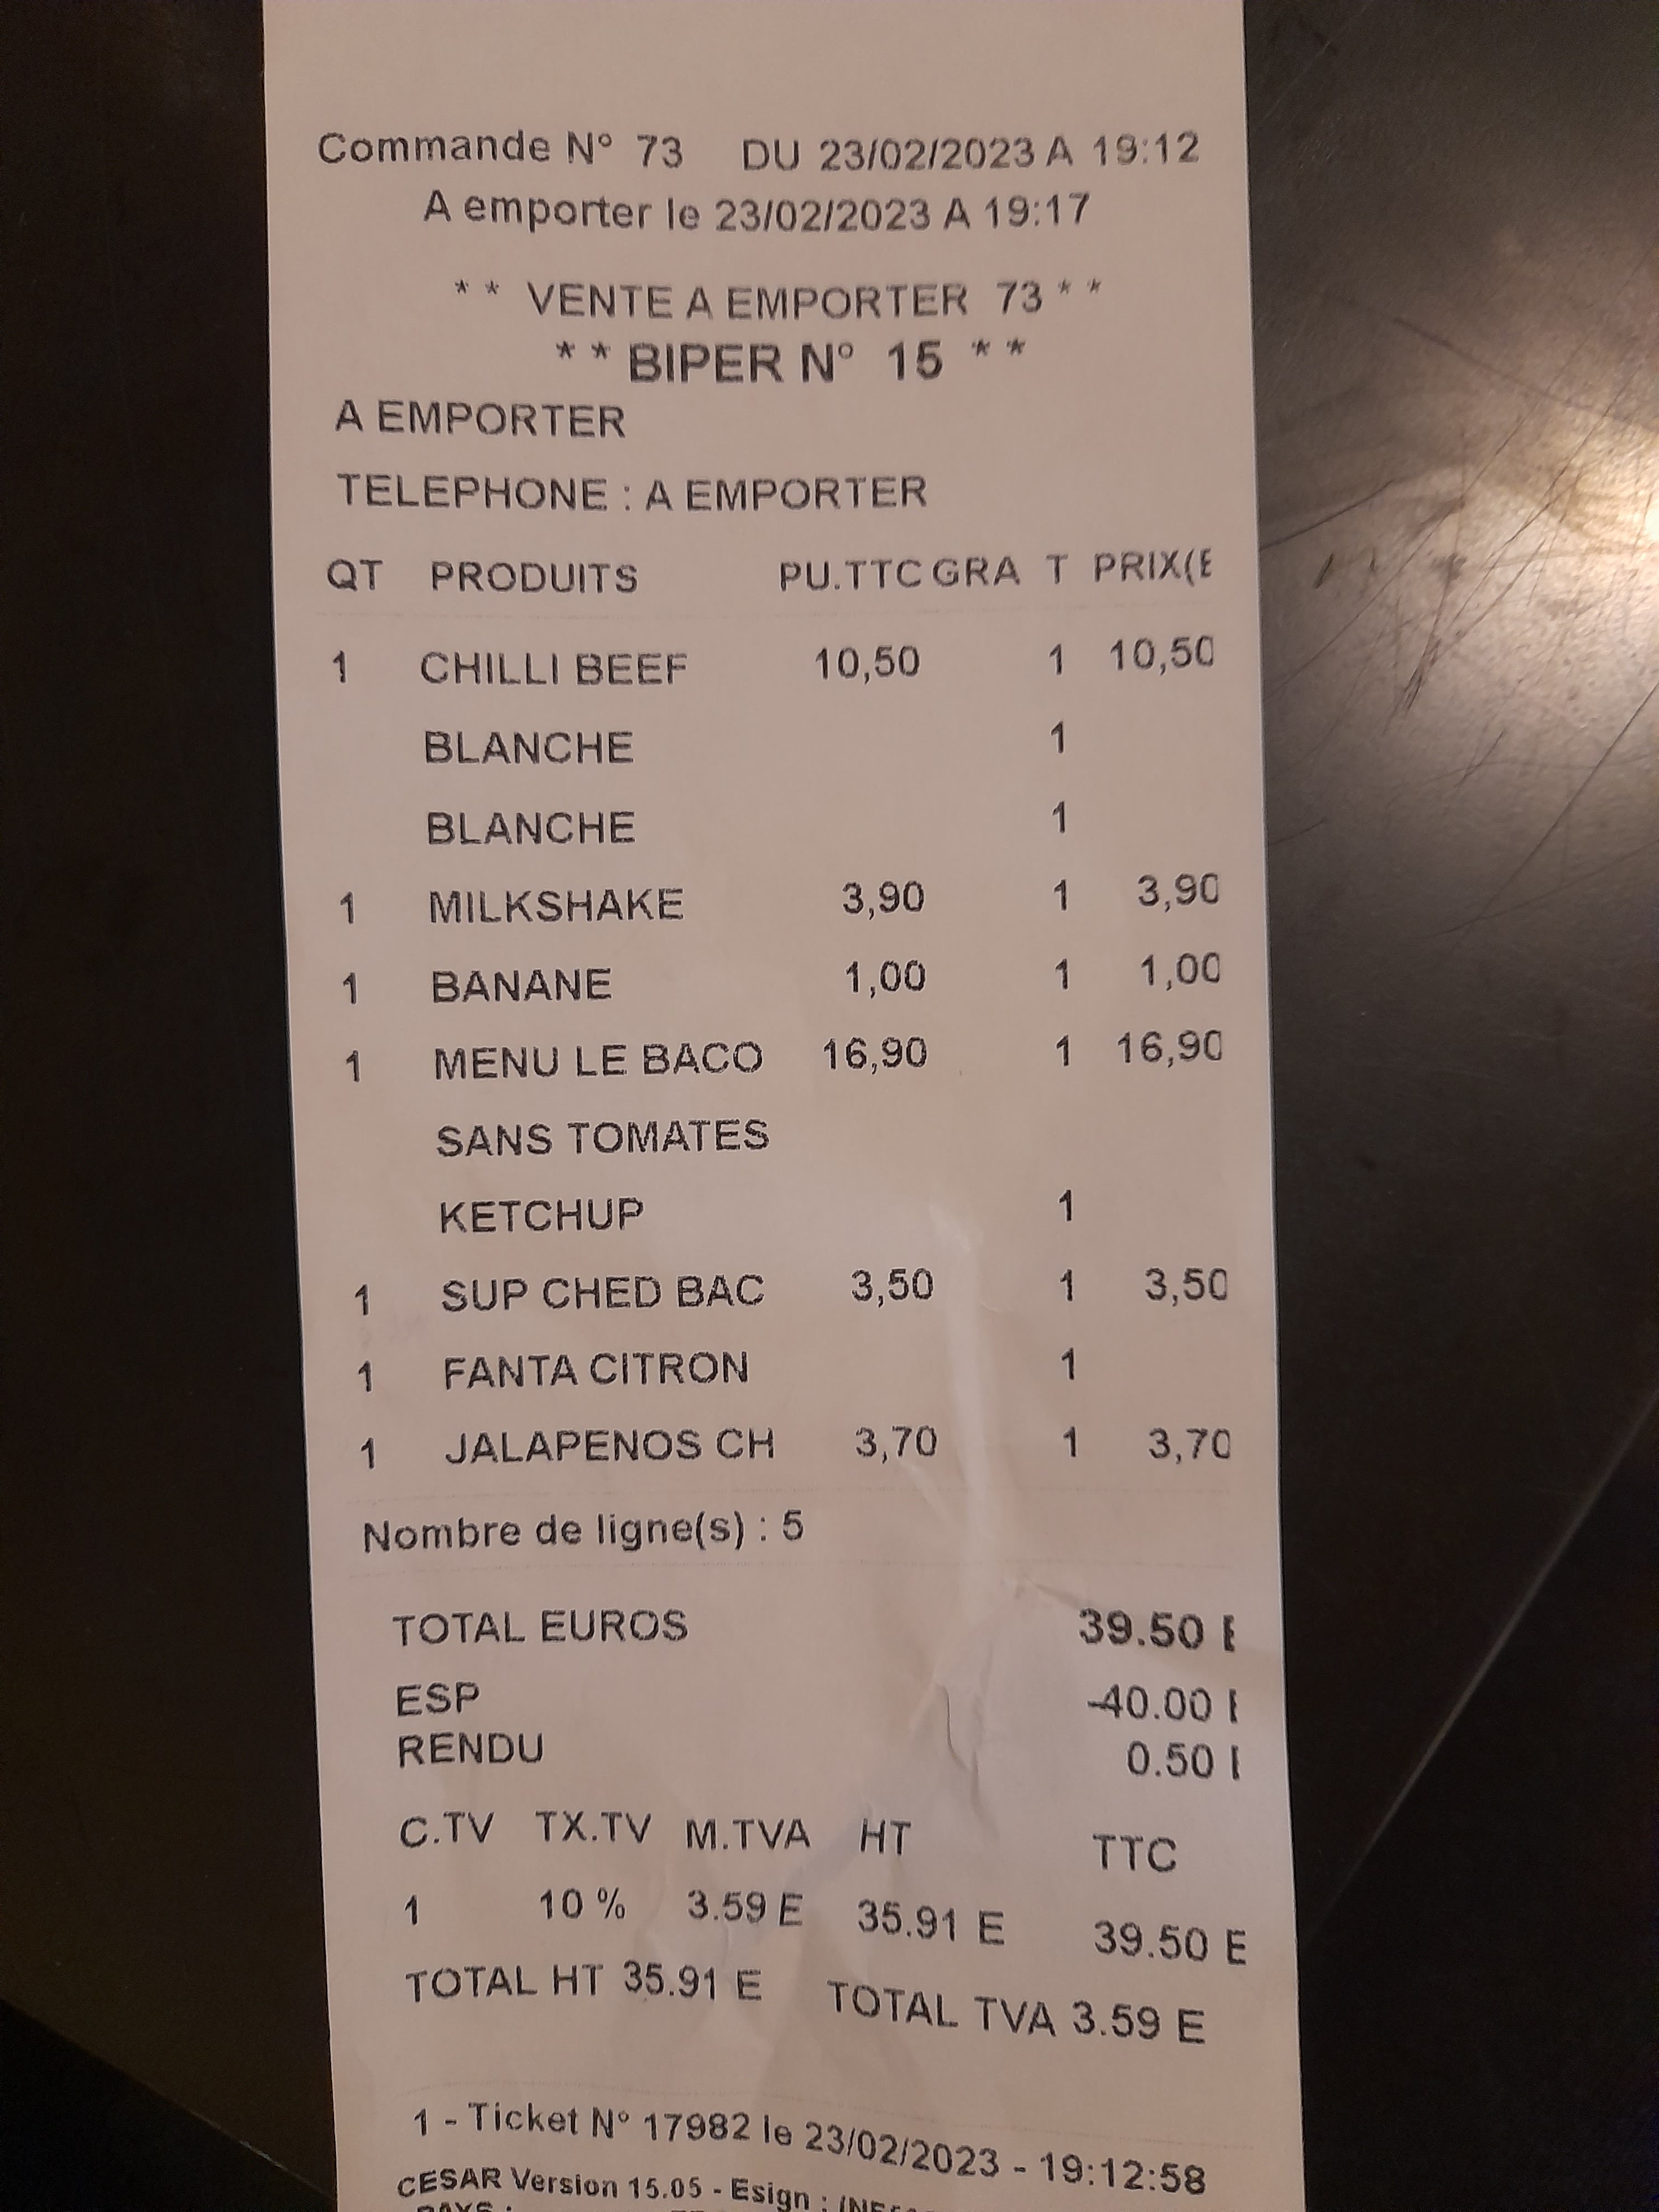 Commande N° 73 DU 23/02/2023 A 19:12
A emporter le 23/02/2023 A 19:17
* * VENTE A EMPORTER 73 * *
* * BIPER N° 15 * *
A EMPORTER
TELEPHONE : A EMPORTER
QT PRODUITS PU.TTC GRA T PRIX(E
1 CHILLI BEEF 10,50 1 10,50
BLANCHE 1
BLANCHE 1
1 MILKSHAKE 3,90 1 3,90
1 BANANE 1,00 1 1,00
1 MENU LE BACO 16,90 1 16,90
SANS TOMATES
KETCHUP 1
1 SUP CHED BAC 3,50 1 3,50
1 FANTA CITRON 1
1 JALAPENOS CH 3,70 1 3,70
Nombre de ligne(s) : 5
TOTAL EUROS 39.50 E
ESP -40.00
RENDU 0.50
C.TV TX.TV M.TVA HT TTC
1 10 % 3.59 E 35.91 E 39.50 E
TOTAL HT 35.91 E TOTAL TVA 3.59 E
1 - Ticket N° 17982 le 23/02/2023 - 19:12:58
CESAR Version 15.05 - Esign :